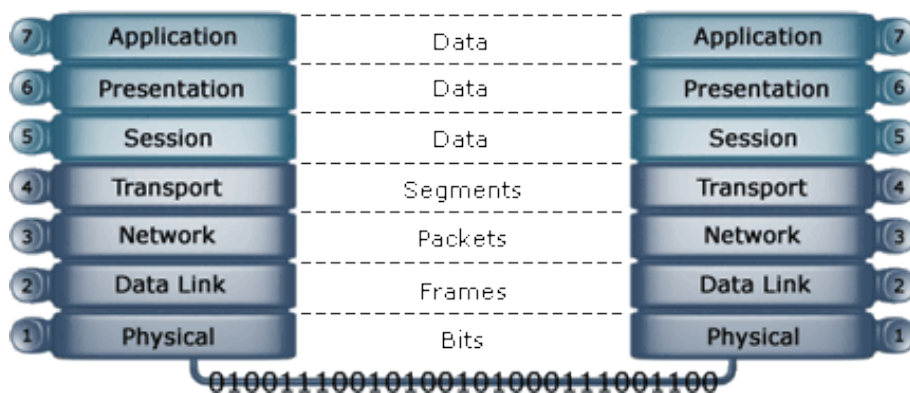 7 Application Data Application 7
6 Presentation Data Presentation 6
5 Session Data Session 5
4 Transport Segments Transport 4
3 Network Packets Network 3
2 Data Link Frames Data Link 2
1 Physical Bits Physical 1
0100111001010010101000111001100